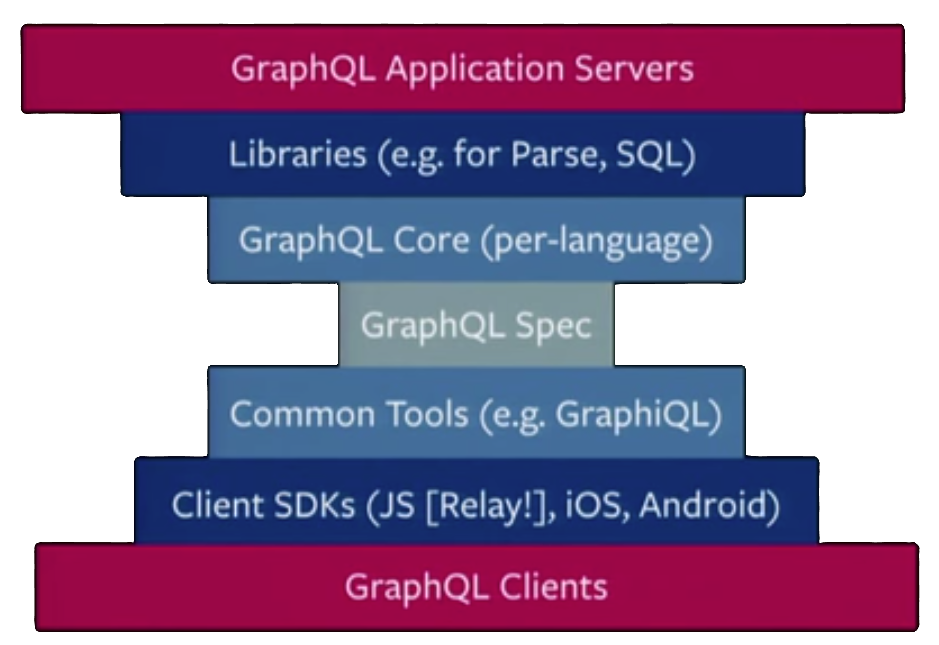 GraphQL Application Servers
Libraries (e.g. for Parse, SQL)
GraphQL Core (per-language)
GraphQL Spec
Common Tools (e.g. GraphiQL)
Client SDKs (JS [Relay!], iOS, Android)
GraphQL Clients